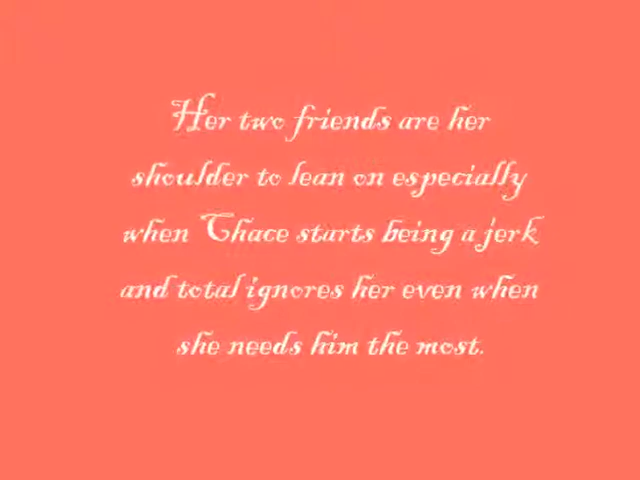 Her two friends are her
shoulder to lean on especially
when Chace starts being a jerk
and total ignores her even when
she needs him the most.